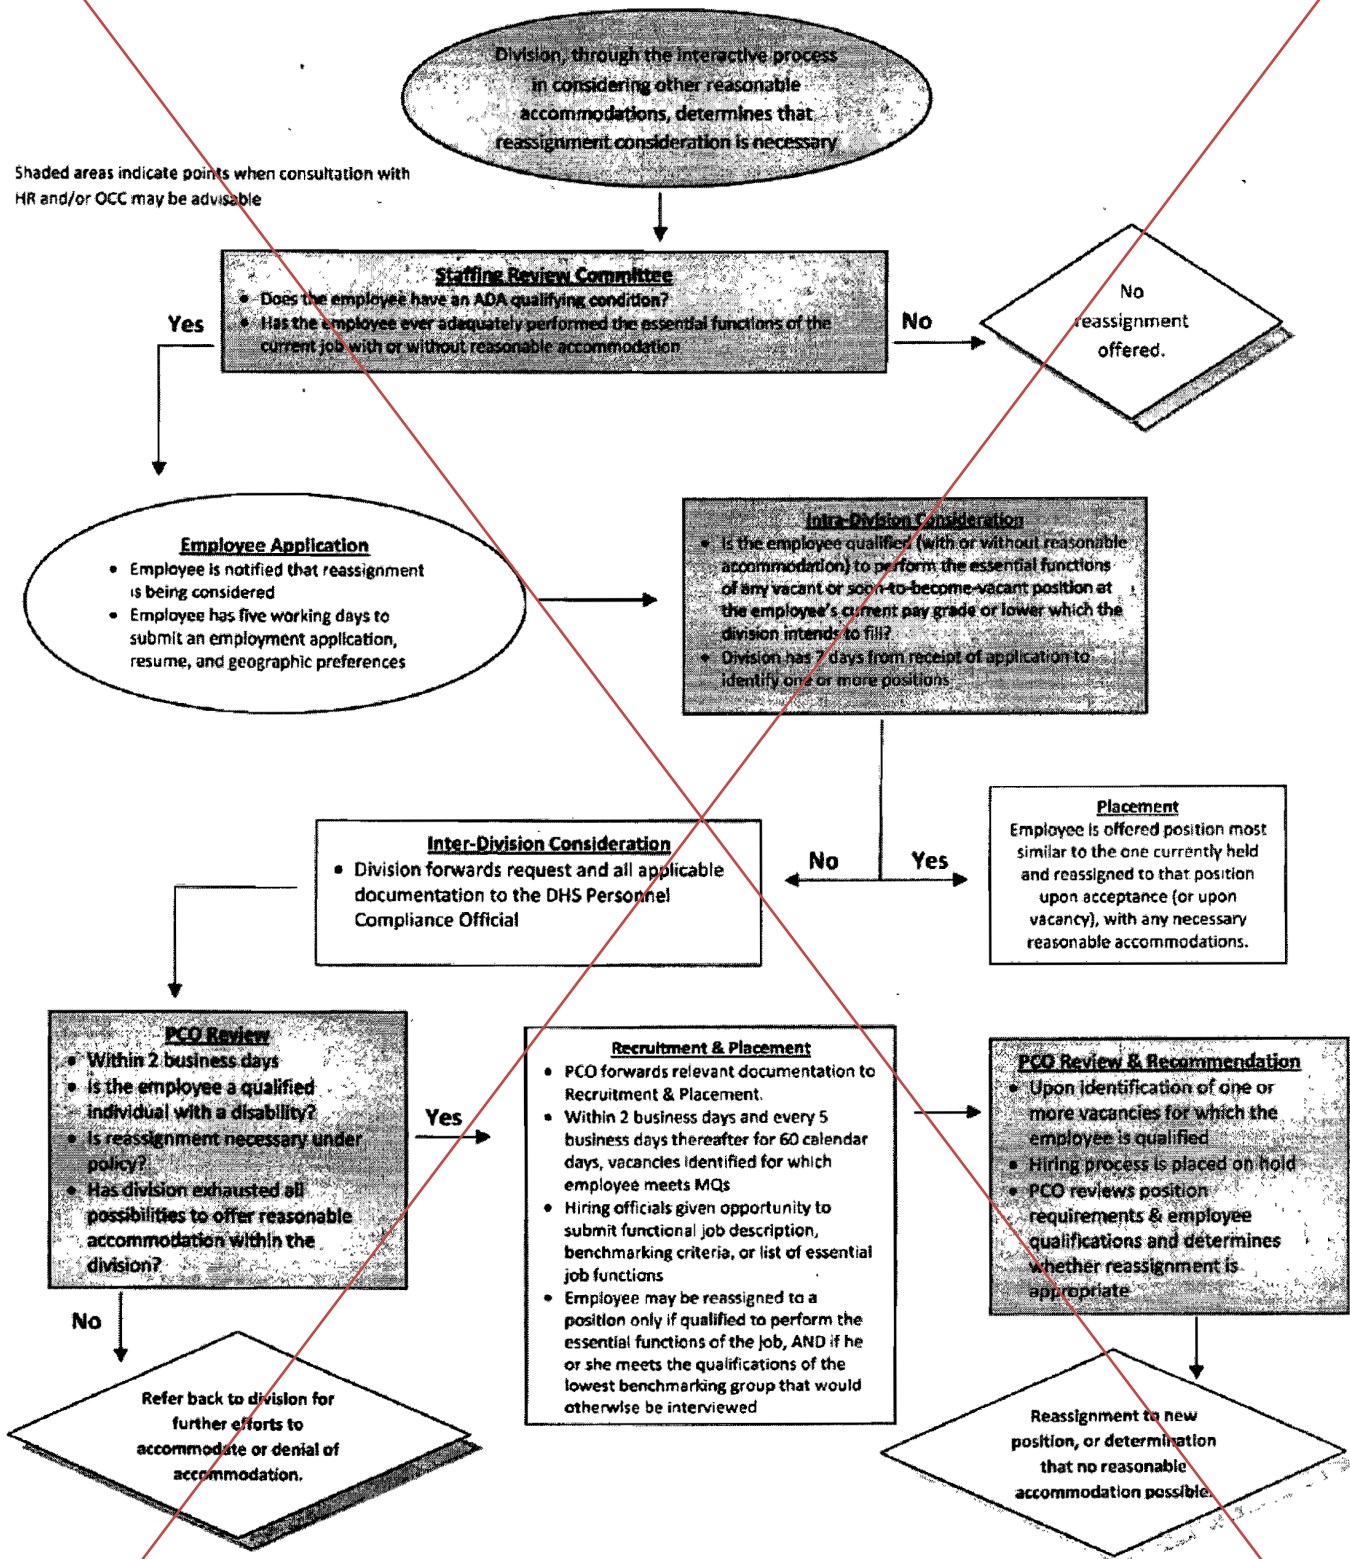 Division, through the interactive process
in considering other reasonable
accommodations, determines that
reassignment consideration is necessary
Shaded areas indicate points when consultation with
HR and/or OCC may be advisable
Staffing Review Committee
• Does the employee have an ADA qualifying condition?
• Has the employee ever adequately performed the essential functions of the
current job with or without reasonable accommodation
Yes
No
No
reassignment
offered.
Employee Application
• Employee is notified that reassignment
is being considered
• Employee has five working days to
submit an employment application,
resume, and geographic preferences
Intra-Division Consideration
• Is the employee qualified (with or without reasonable
accommodation) to perform the essential functions
of any vacant or soon-to-become-vacant position at
the employee's current pay grade or lower which the
division intends to fill?
• Division has 7 days from receipt of application to
identify one or more positions
No
Yes
Placement
Employee is offered position most
similar to the one currently held
and reassigned to that position
upon acceptance (or upon
vacancy), with any necessary
reasonable accommodations.
Inter-Division Consideration
• Division forwards request and all applicable
documentation to the DHS Personnel
Compliance Official
PCO Review
• Within 2 business days
• Is the employee a qualified
individual with a disability?
• Is reassignment necessary under
policy?
• Has division exhausted all
possibilities to offer reasonable
accommodation within the
division?
Yes
No
Recruitment & Placement
• PCO forwards relevant documentation to
Recruitment & Placement.
• Within 2 business days and every 5
business days thereafter for 60 calendar
days, vacancies identified for which
employee meets MQs
• Hiring officials given opportunity to
submit functional job description,
benchmarking criteria, or list of essential
job functions
• Employee may be reassigned to a
position only if qualified to perform the
essential functions of the job, AND if he
or she meets the qualifications of the
lowest benchmarking group that would
otherwise be interviewed
PCO Review & Recommendation
• Upon identification of one or
more vacancies for which the
employee is qualified
• Hiring process is placed on hold
• PCO reviews position
requirements & employee
qualifications and determines
whether reassignment is
appropriate
Refer back to division for
further efforts to
accommodate or denial of
accommodation.
Reassignment to new
position, or determination
that no reasonable
accommodation possible.